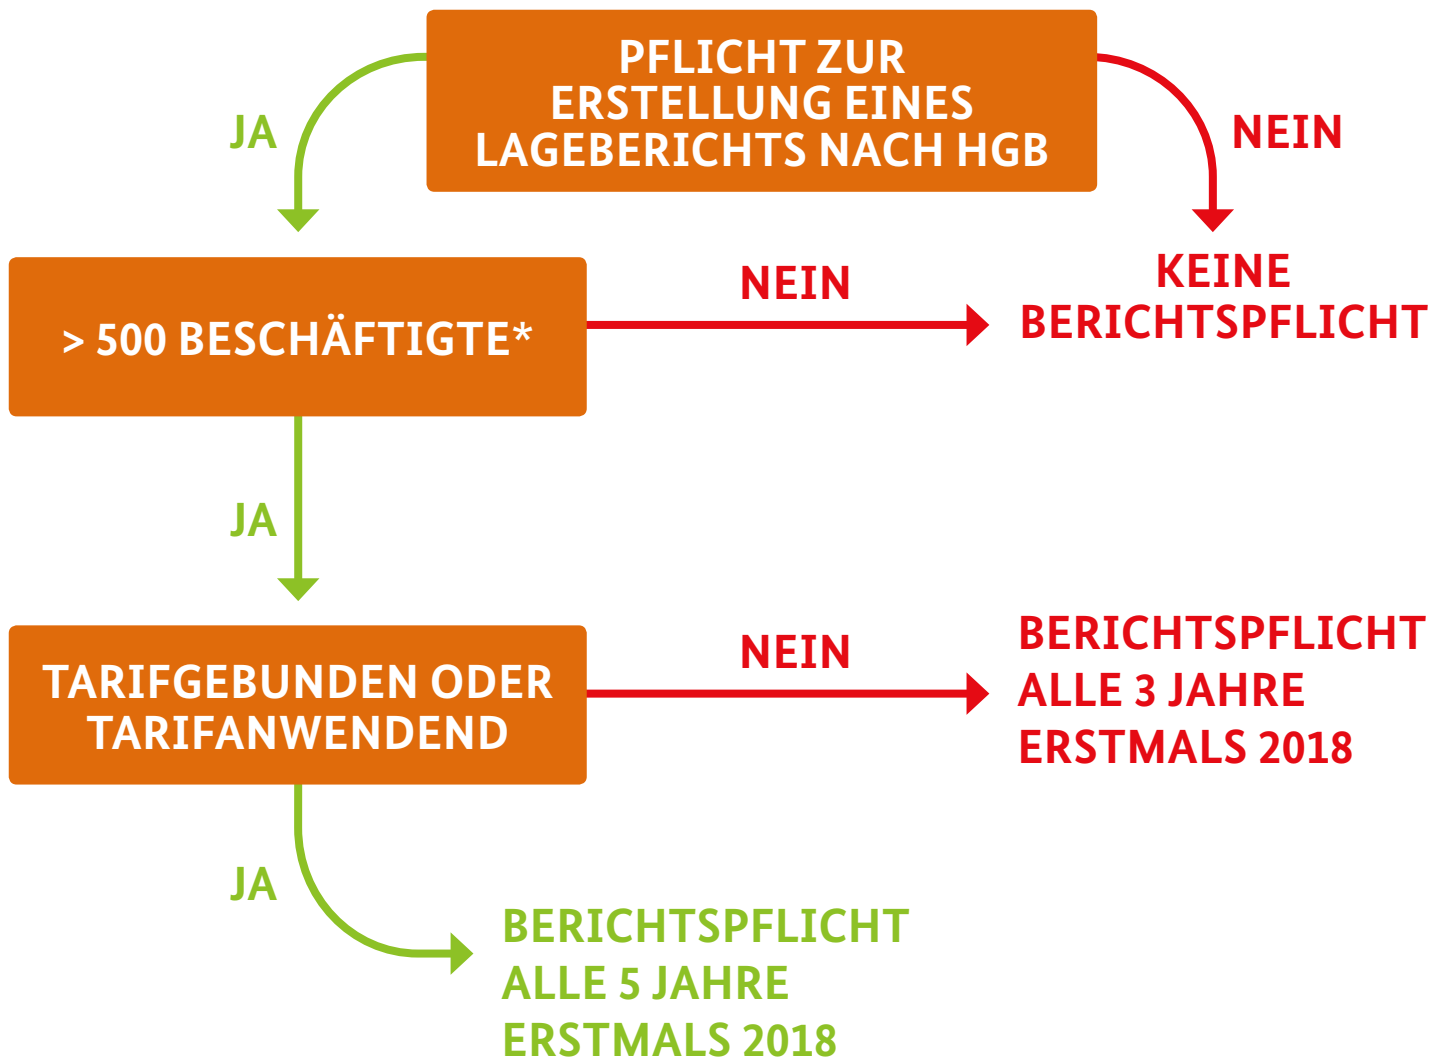 PFLICHT ZUR
ERSTELLUNG EINES
LAGEBERICHTS NACH HGB
JA
NEIN
> 500 BESCHÄFTIGTE*
NEIN
KEINE
BERICHTSPFLICHT
JA
TARIFGEBUNDEN ODER
TARIFANWENDEND
NEIN
BERICHTSPFLICHT
ALLE 3 JAHRE
ERSTMALS 2018
JA
BERICHTSPFLICHT
ALLE 5 JAHRE
ERSTMALS 2018